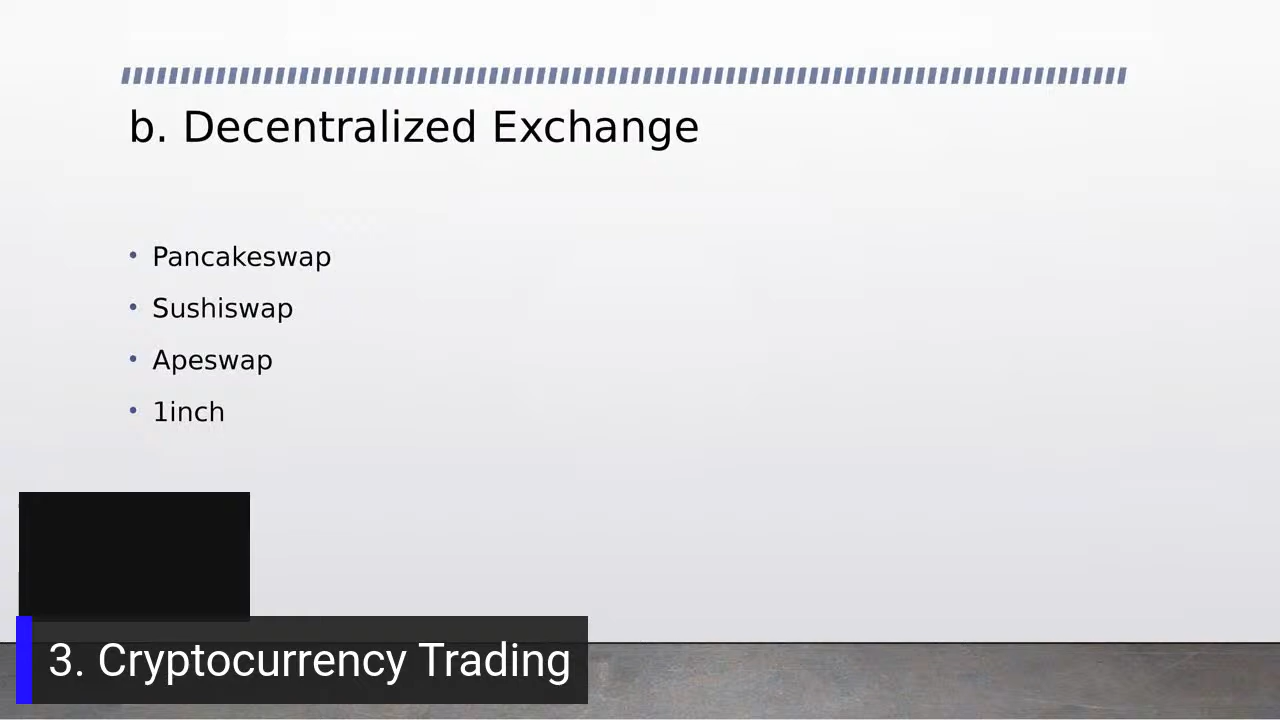 b. Decentralized Exchange
• Pancakeswap
• Sushiswap
• Apeswap
• 1inch
3. Cryptocurrency Trading